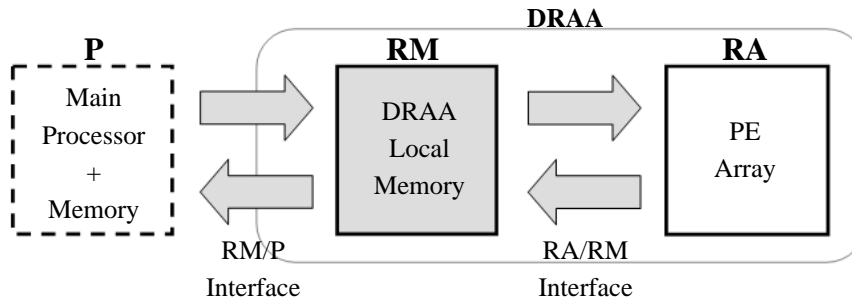 DRAA
P
RM
RA
Main
Processor
+
Memory
DRAA
Local
Memory
PE
Array
RM/P
Interface
RA/RM
Interface